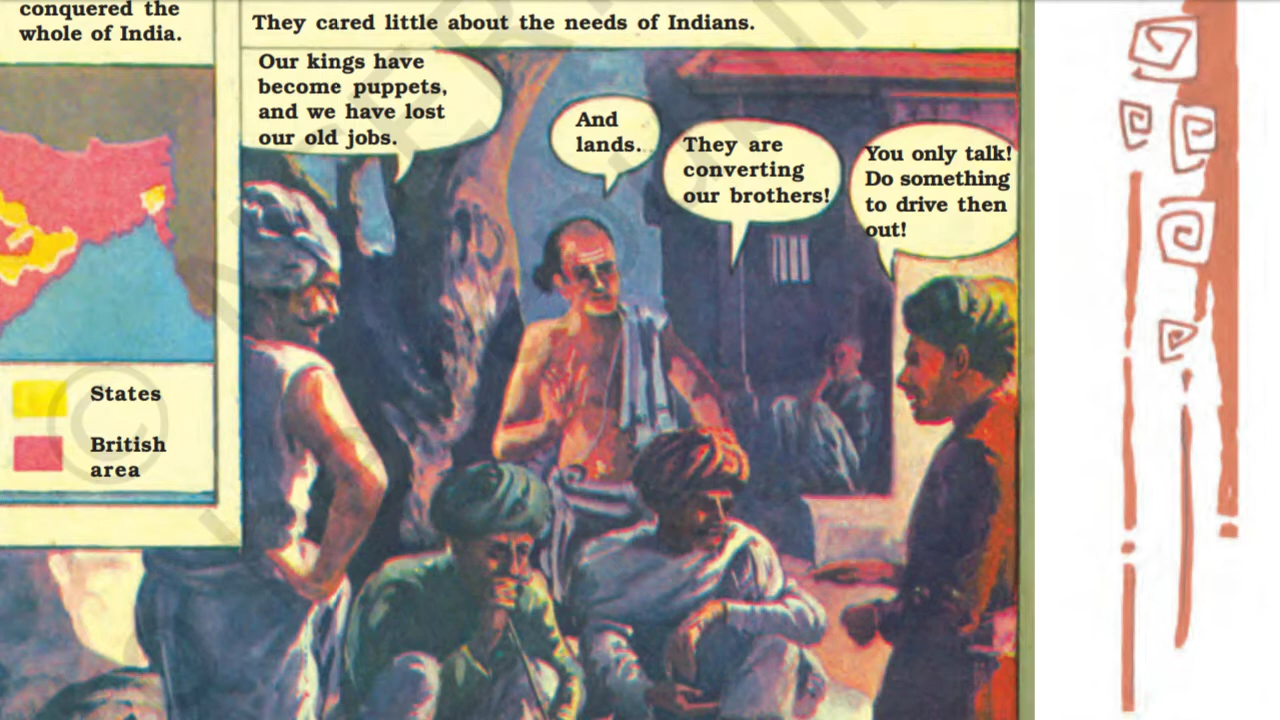 conquered the
whole of India.
They cared little about the needs of Indians.
Our kings have
become puppets,
and we have lost
our old jobs.
And
lands.
They are
converting
our brothers!
You only talk!
Do something
to drive then
out!
States
British
area